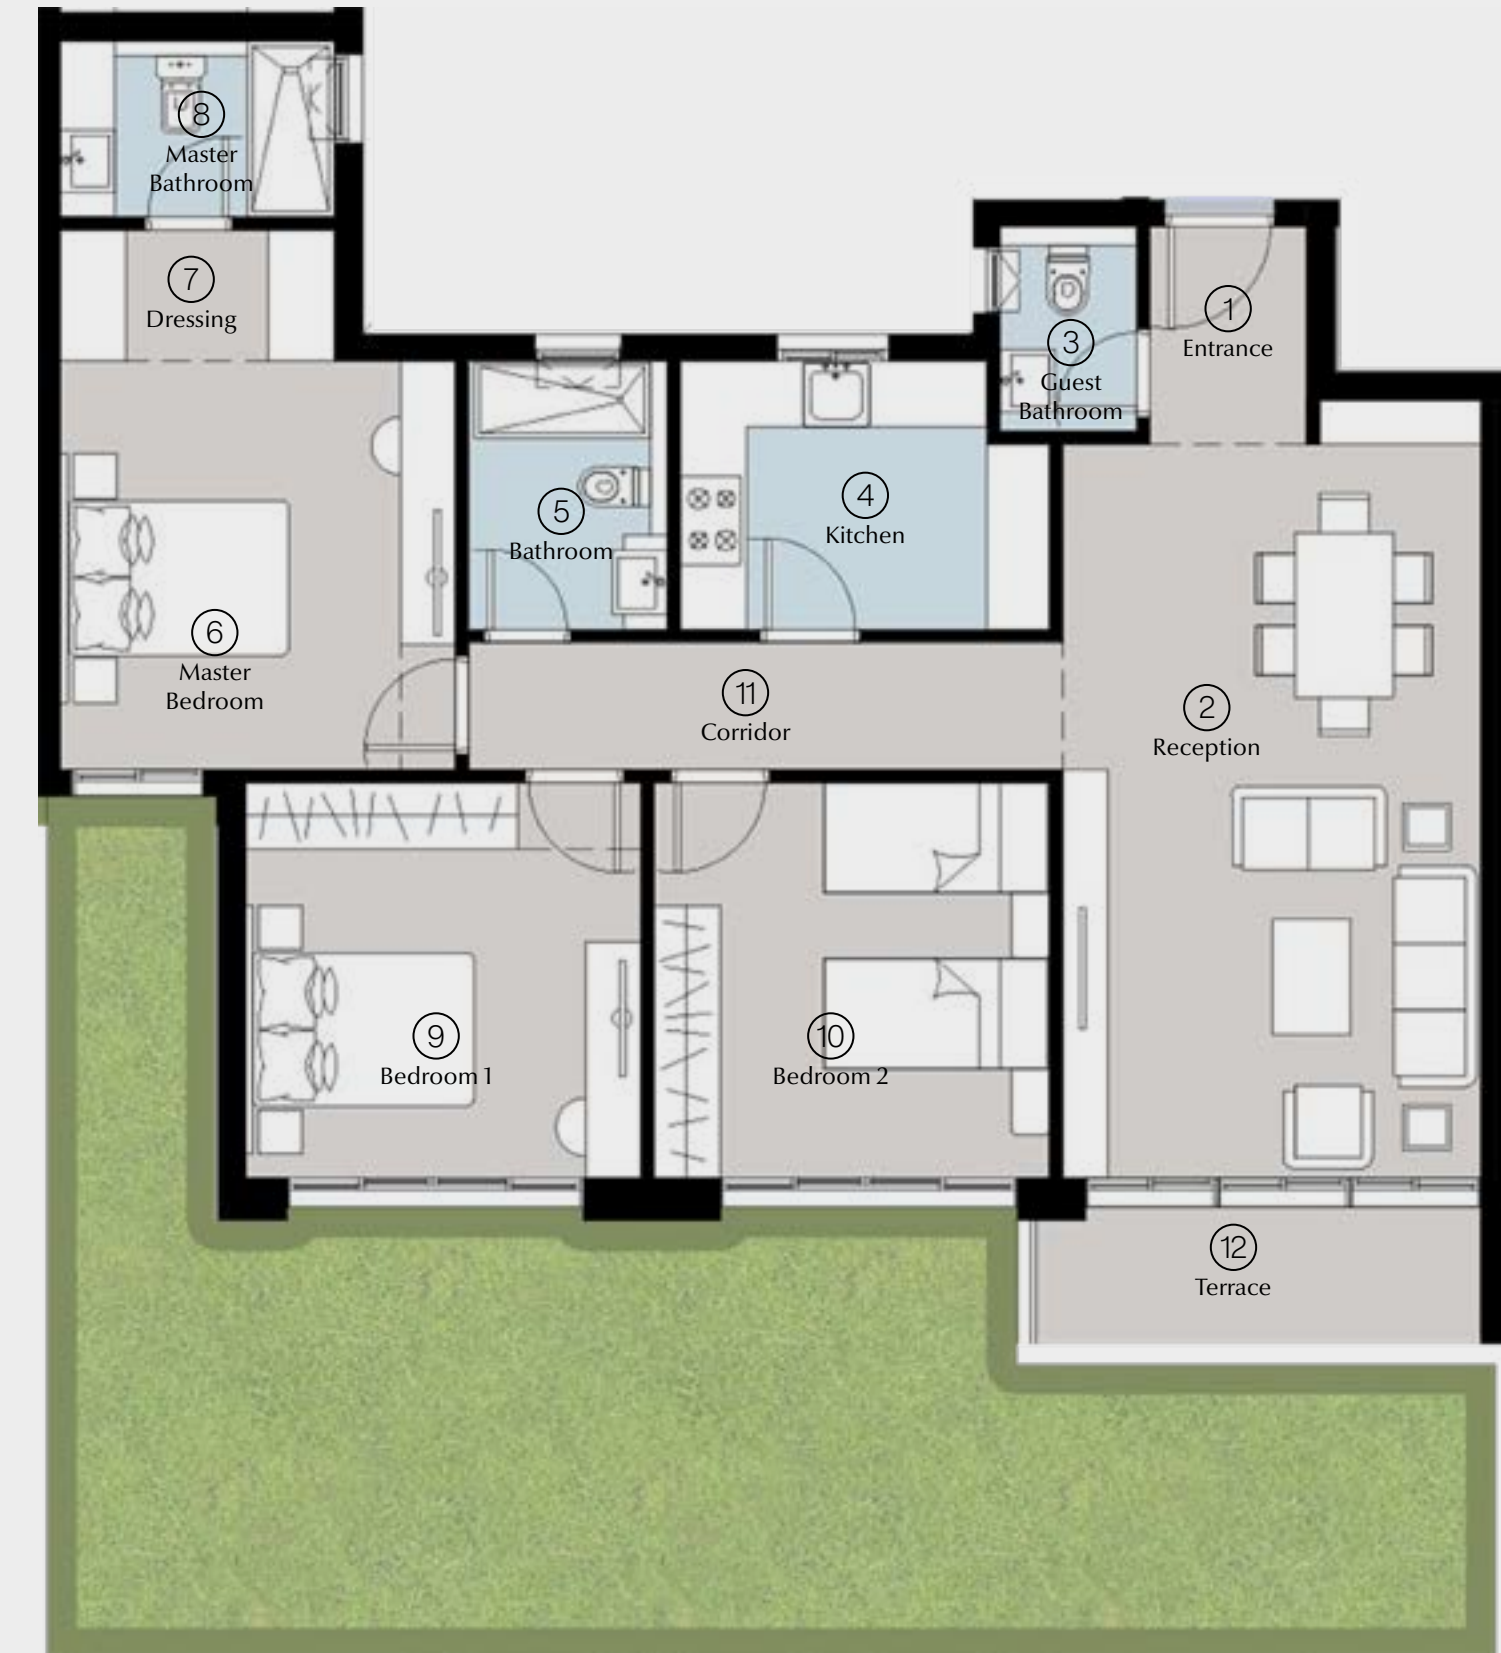 8
Master
Bathroom
7
Dressing
3
Guest
Bathroom
1
Entrance
5
Bathroom
4
Kitchen
6
Master
Bedroom
11
Corridor
2
Reception
9
Bedroom 1
10
Bedroom 2
12
Terrace